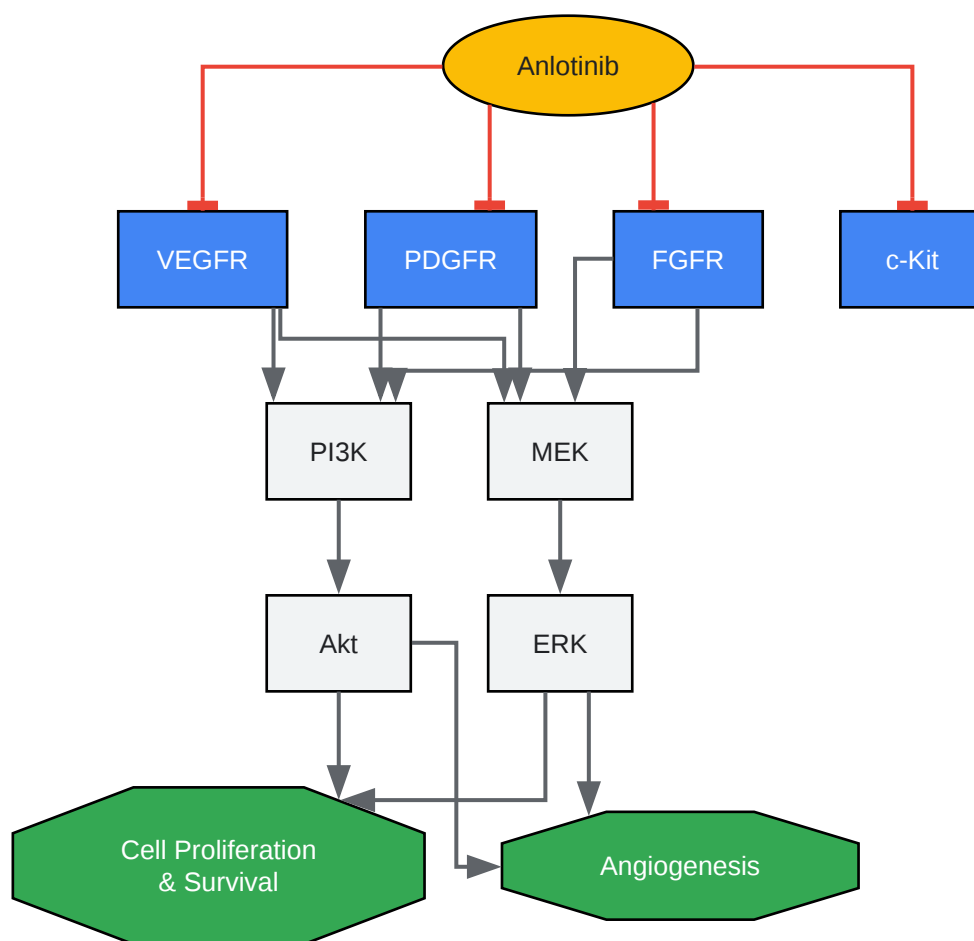 Anlotinib
VEGFR
PDGFR
FGFR
c-Kit
PI3K
MEK
Akt
ERK
Cell Proliferation
& Survival
Angiogenesis